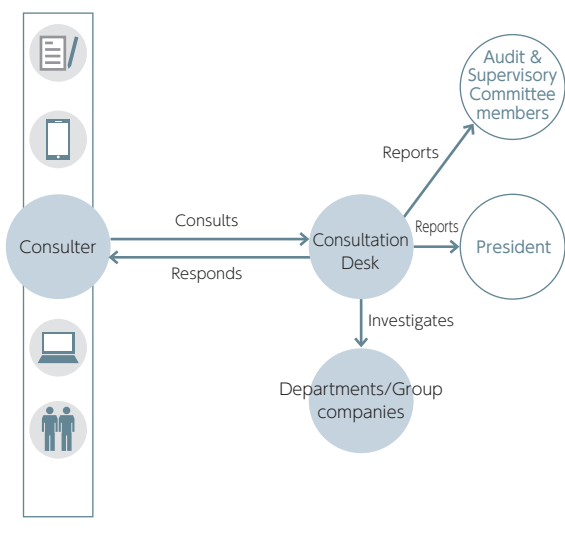 Audit &
Supervisory
Committee
members
Reports
Consulter
Consults
Responds
Consultation
Desk
Reports
President
Investigates
Departments/Group
companies